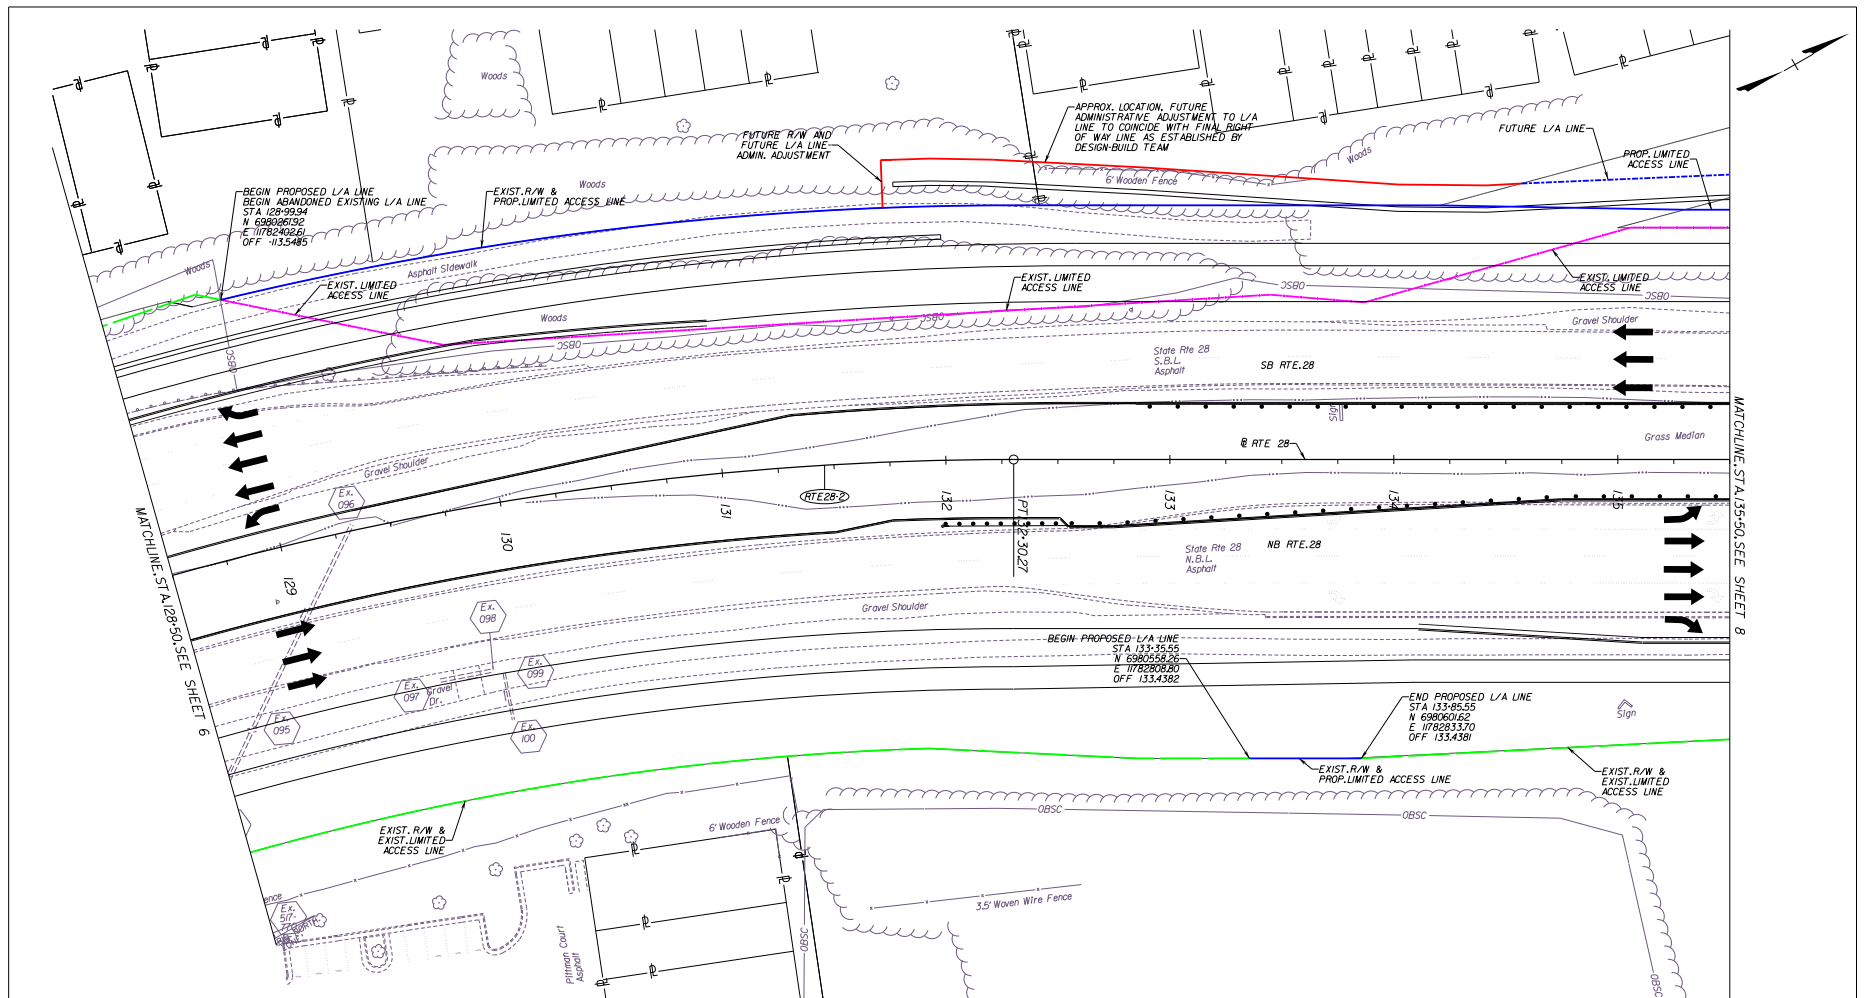 Woods
APPROX. LOCATION, FUTURE
ADMINISTRATIVE ADJUSTMENT TO L/A
LINE TO COINCIDE WITH FINAL RIGHT
OF WAY LINE AS ESTABLISHED BY
DESIGN-BUILD TEAM
FUTURE R/W AND
FUTURE L/A LINE
ADMIN. ADJUSTMENT
FUTURE L/A LINE
PROP. LIMITED
ACCESS LINE
Woods
6' Wooden Fence
Woods
BEGIN PROPOSED L/A LINE
BEGIN ABANDONED EXISTING L/A LINE
STA 128+99.94
OFF -113.5485
EXIST. R/W &
PROP. LIMITED ACCESS LINE
Woods
Asphalt Sidewalk
EXIST. LIMITED
ACCESS LINE
EXIST. LIMITED
ACCESS LINE
EXIST. LIMITED
ACCESS LINE
OBSC
OBSC
OBSC
OBSC
OBSC
Woods
Gravel Shoulder
State Rte 28
S.B.L.
Asphalt
SB RTE. 28
Sign
Grass Median
RTE 28
Gravel Shoulder
RTE28-2
Ex.
096
129
130
131
132
133
134
135
PT 132+30.27
State Rte 28
N.B.L.
Asphalt
NB RTE. 28
MATCHLINE, STA. 128+50, SEE SHEET 6
MATCHLINE, STA. 135+50, SEE SHEET 8
Gravel Shoulder
Ex.
098
Ex.
099
Ex.
097
Gravel
Dr.
Ex.
095
Ex.
100
BEGIN PROPOSED L/A LINE
STA 133+35.55
N 6980558.26
E 11782808.80
OFF 133.4382
END PROPOSED L/A LINE
STA 133+85.55
N 6980601.62
E 11782833.70
OFF 133.4381
Sign
EXIST. R/W &
PROP. LIMITED ACCESS LINE
EXIST. R/W &
EXIST. LIMITED
ACCESS LINE
EXIST. R/W &
EXIST. LIMITED
ACCESS LINE
6' Wooden Fence
OBSC
OBSC
OBSC
OBSC
3.5' Woven Wire Fence
Pittman Court
Asphalt
Ex.
517-